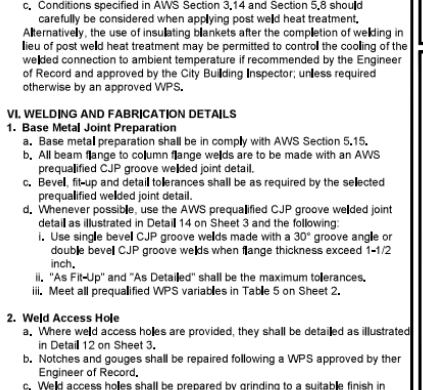 c. Conditions specified in AWS Section 3.14 and Section 5.8 should
carefully be considered when applying post weld heat treatment.
Alternatively, the use of insulating blankets after the completion of welding in
lieu of post weld heat treatment may be permitted to control the cooling of the
welded connection to ambient temperature if recommended by the Engineer
of Record and approved by the City Building Inspector; unless required
otherwise by an approved WPS.
VI. WELDING AND FABRICATION DETAILS
1. Base Metal Joint Preparation
a. Base metal preparation shall be in comply with AWS Section 5.15.
b. All beam flange to column flange welds are to be made with an AWS
prequalified CJP groove welded joint detail.
c. Bevel, fit-up and detail tolerances shall be as required by the selected
prequalified welded joint detail.
d. Whenever possible, use the AWS prequalified CJP groove welded joint
detail as illustrated in Detail 14 on Sheet 3 and the following:
i. Use single bevel CJP groove welds made with a 30° groove angle or
double bevel CJP groove welds when flange thickness exceed 1-1/2
inch.
ii. "As Fit-Up" and "As Detailed" shall be the maximum tolerances.
iii. Meet all prequalified WPS variables in Table 5 on Sheet 2.
2. Weld Access Hole
a. Where weld access holes are provided, they shall be detailed as illustrated
in Detail 12 on Sheet 3.
b. Notches and gouges shall be repaired following a WPS approved by ther
Engineer of Record.
c. Weld access holes shall be prepared by grinding to a suitable finish in